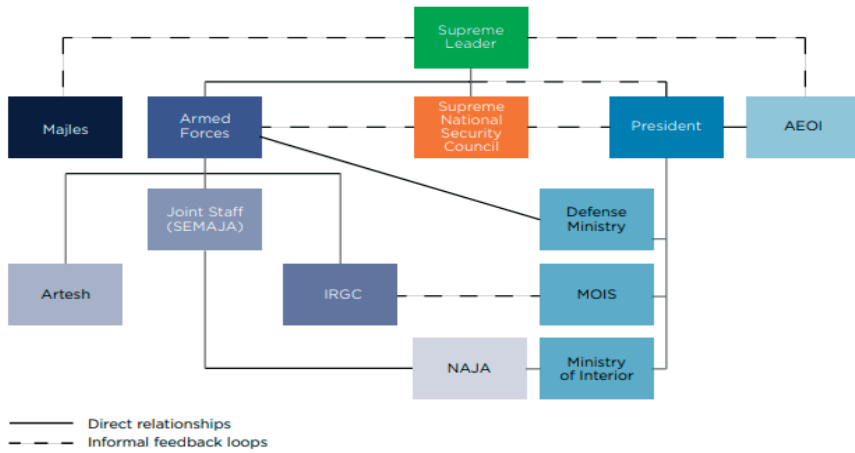 Supreme
Leader
Majles
Armed
Forces
Supreme
National
Security
Council
President
AEOI
Joint Staff
(SEMAJA)
Defense
Ministry
Artesh
IRGC
MOIS
NAJA
Ministry
of Interior
Direct relationships
Informal feedback loops